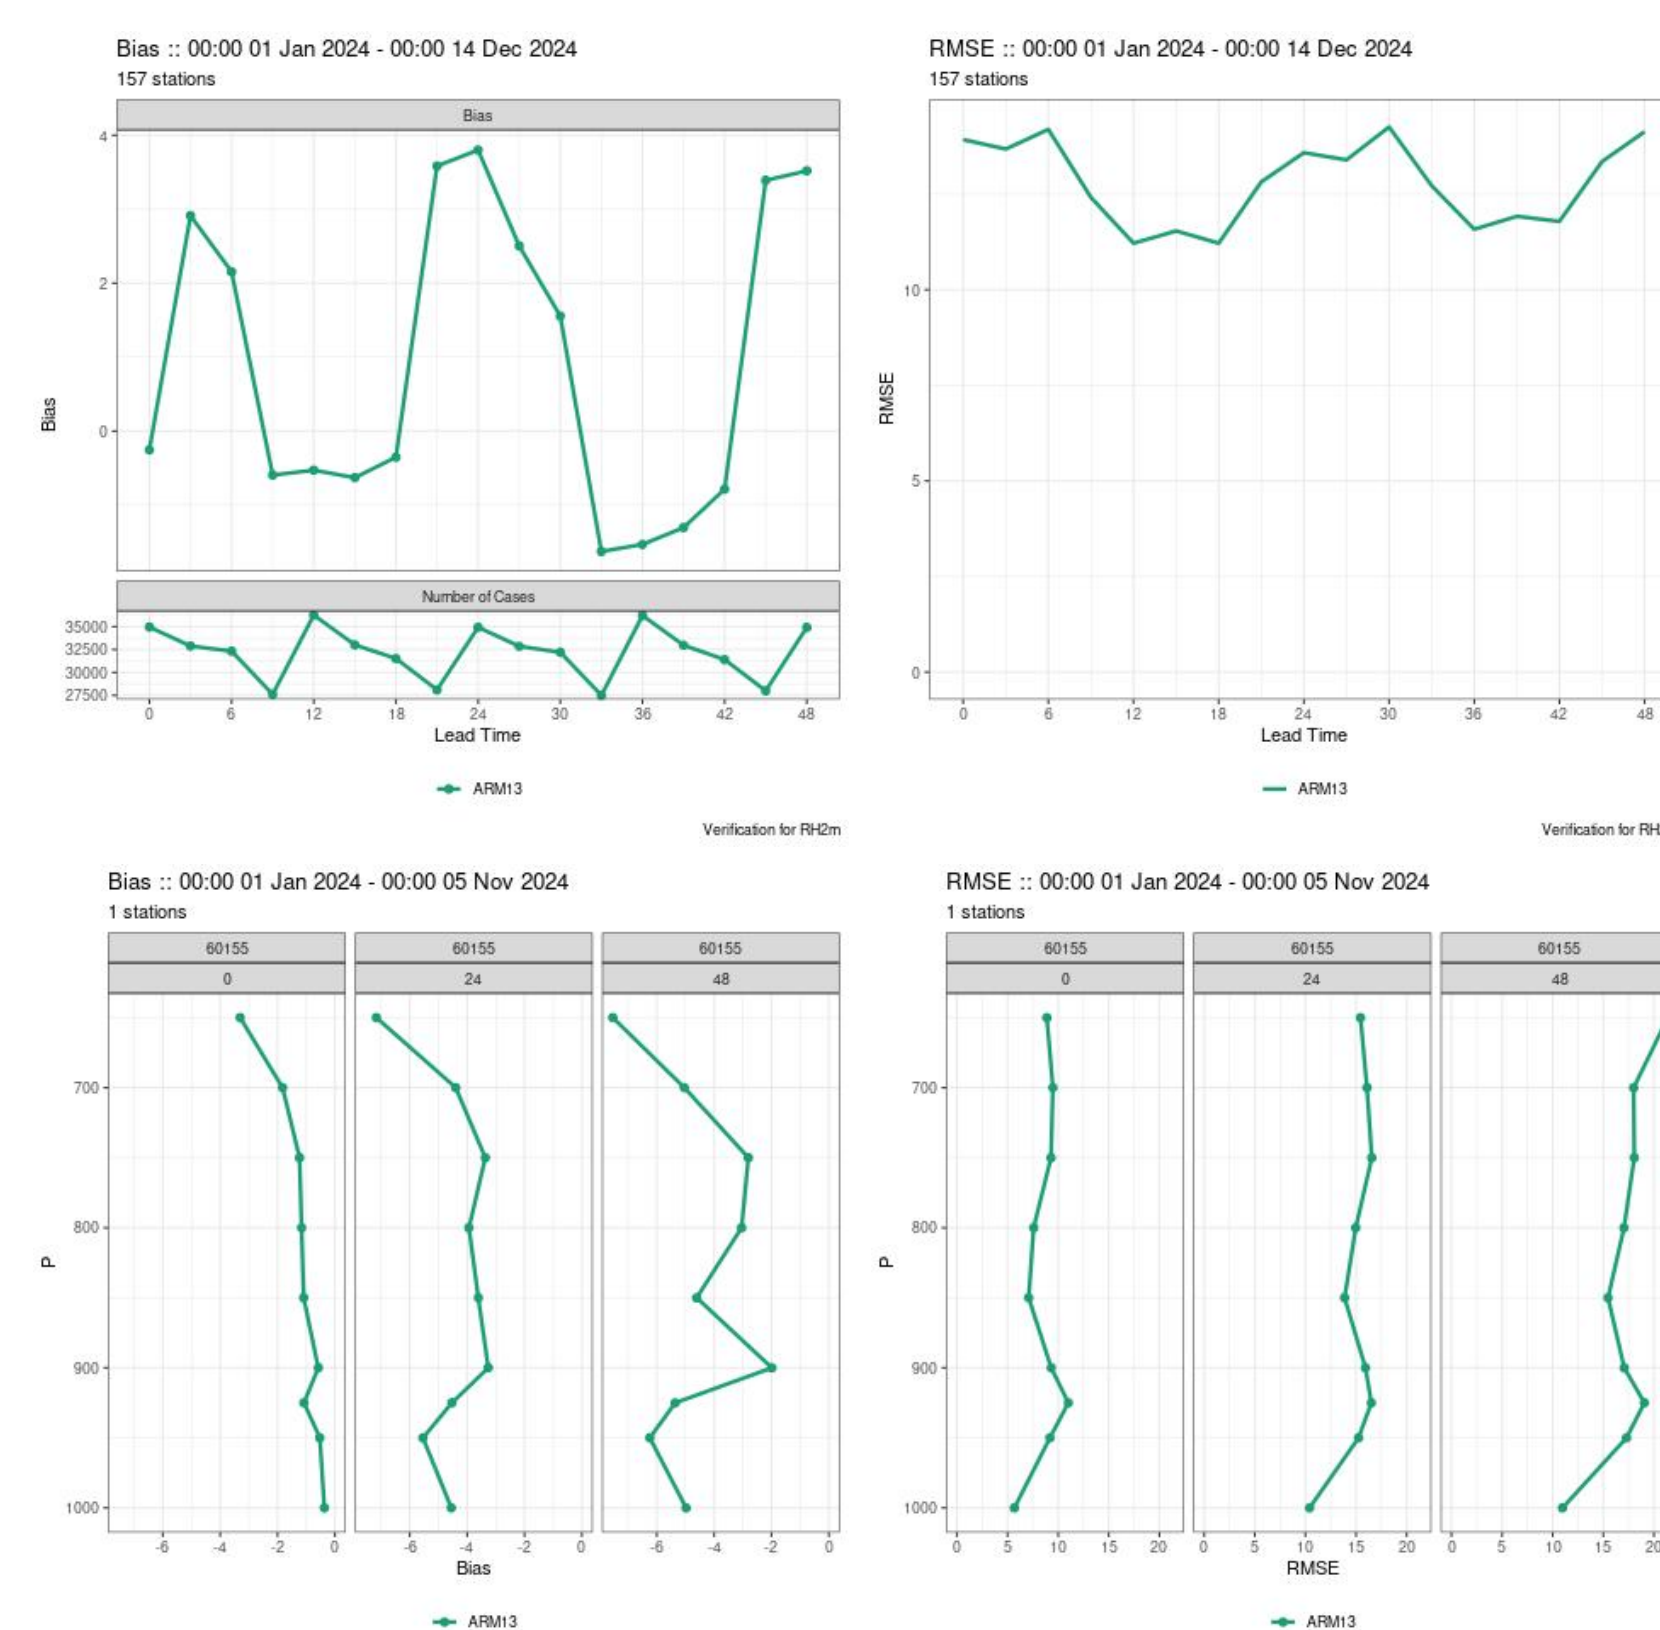 Bias :: 00:00 01 Jan 2024 - 00:00 14 Dec 2024
157 stations
Bias
4
2
0
Bias
Number of Cases
35000
32500
30000
27500
0 6 12 18 24 30 36 42 48
Lead Time
ARM13
Verification for RH2m
RMSE :: 00:00 01 Jan 2024 - 00:00 14 Dec 2024
157 stations
10
5
0
RMSE
0 6 12 18 24 30 36 42 48
Lead Time
ARM13
Verification for RH
Bias :: 00:00 01 Jan 2024 - 00:00 05 Nov 2024
1 stations
60155 60155 60155
0 24 48
700
800
900
1000
P
-6 -4 -2 0 -6 -4 -2 0 -6 -4 -2 0
Bias
ARM13
RMSE :: 00:00 01 Jan 2024 - 00:00 05 Nov 2024
1 stations
60155 60155 60155
0 24 48
700
800
900
1000
P
0 5 10 15 20 0 5 10 15 20 0 5 10 15 20
RMSE
ARM13